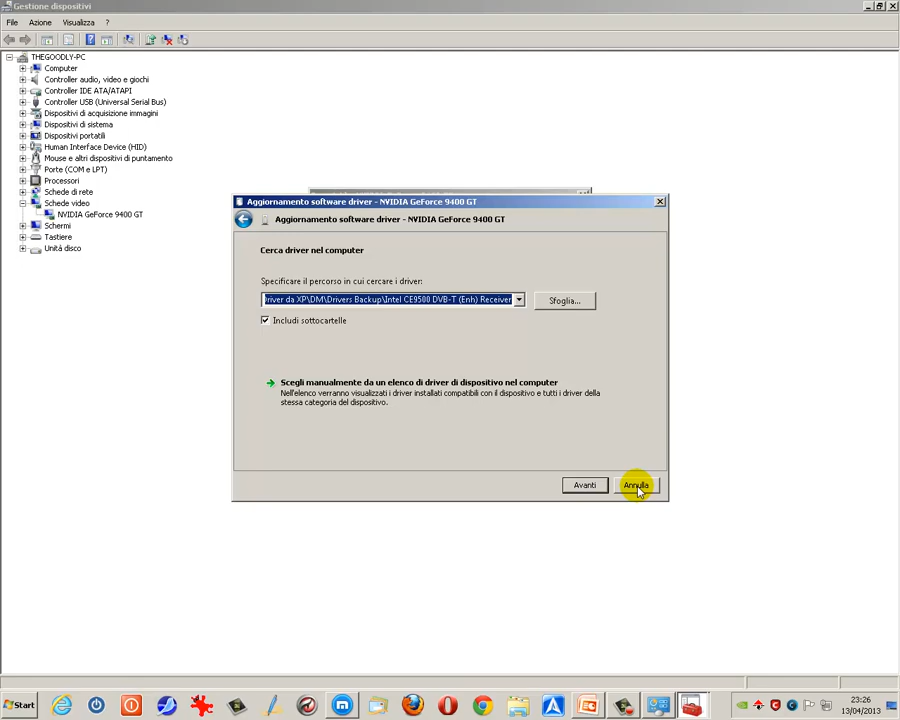 Gestione dispositivi
File Azione Visualizza ?
THEGOODLY-PC
Computer
Controller audio, video e giochi
Controller IDE ATA/ATAPI
Controller USB (Universal Serial Bus)
Dispositivi di acquisizione immagini
Dispositivi di sistema
Dispositivi portatili
Human Interface Device (HID)
Mouse e altri dispositivi di puntamento
Porte (COM e LPT)
Processori
Schede di rete
Schede video
NVIDIA GeForce 9400 GT
Schermi
Tastiere
Unità disco
Aggiornamento software driver - NVIDIA GeForce 9400 GT
Aggiornamento software driver - NVIDIA GeForce 9400 GT
Cerca driver nel computer
Specificare il percorso in cui cercare i driver:
Driver da XP\DM\Drivers Backup\Intel CE9500 DVB-T (Enh) Receiver
Sfoglia...
Includi sottocartelle
Scegli manualmente da un elenco di driver di dispositivo nel computer
Nell'elenco verranno visualizzati i driver installati compatibili con il dispositivo e tutti i driver della
stessa categoria del dispositivo.
Avanti Annulla
Start
23:26
13/04/2013